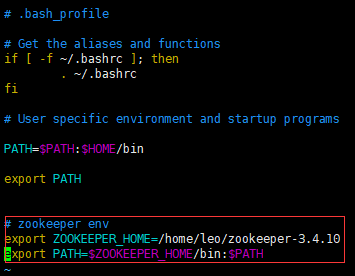 # .bash_profile
# Get the aliases and functions
if [ -f ~/.bashrc ]; then
        . ~/.bashrc
fi
# User specific environment and startup programs
PATH=$PATH:$HOME/bin
export PATH
# zookeeper env
export ZOOKEEPER_HOME=/home/leo/zookeeper-3.4.10
export PATH=$ZOOKEEPER_HOME/bin:$PATH
~